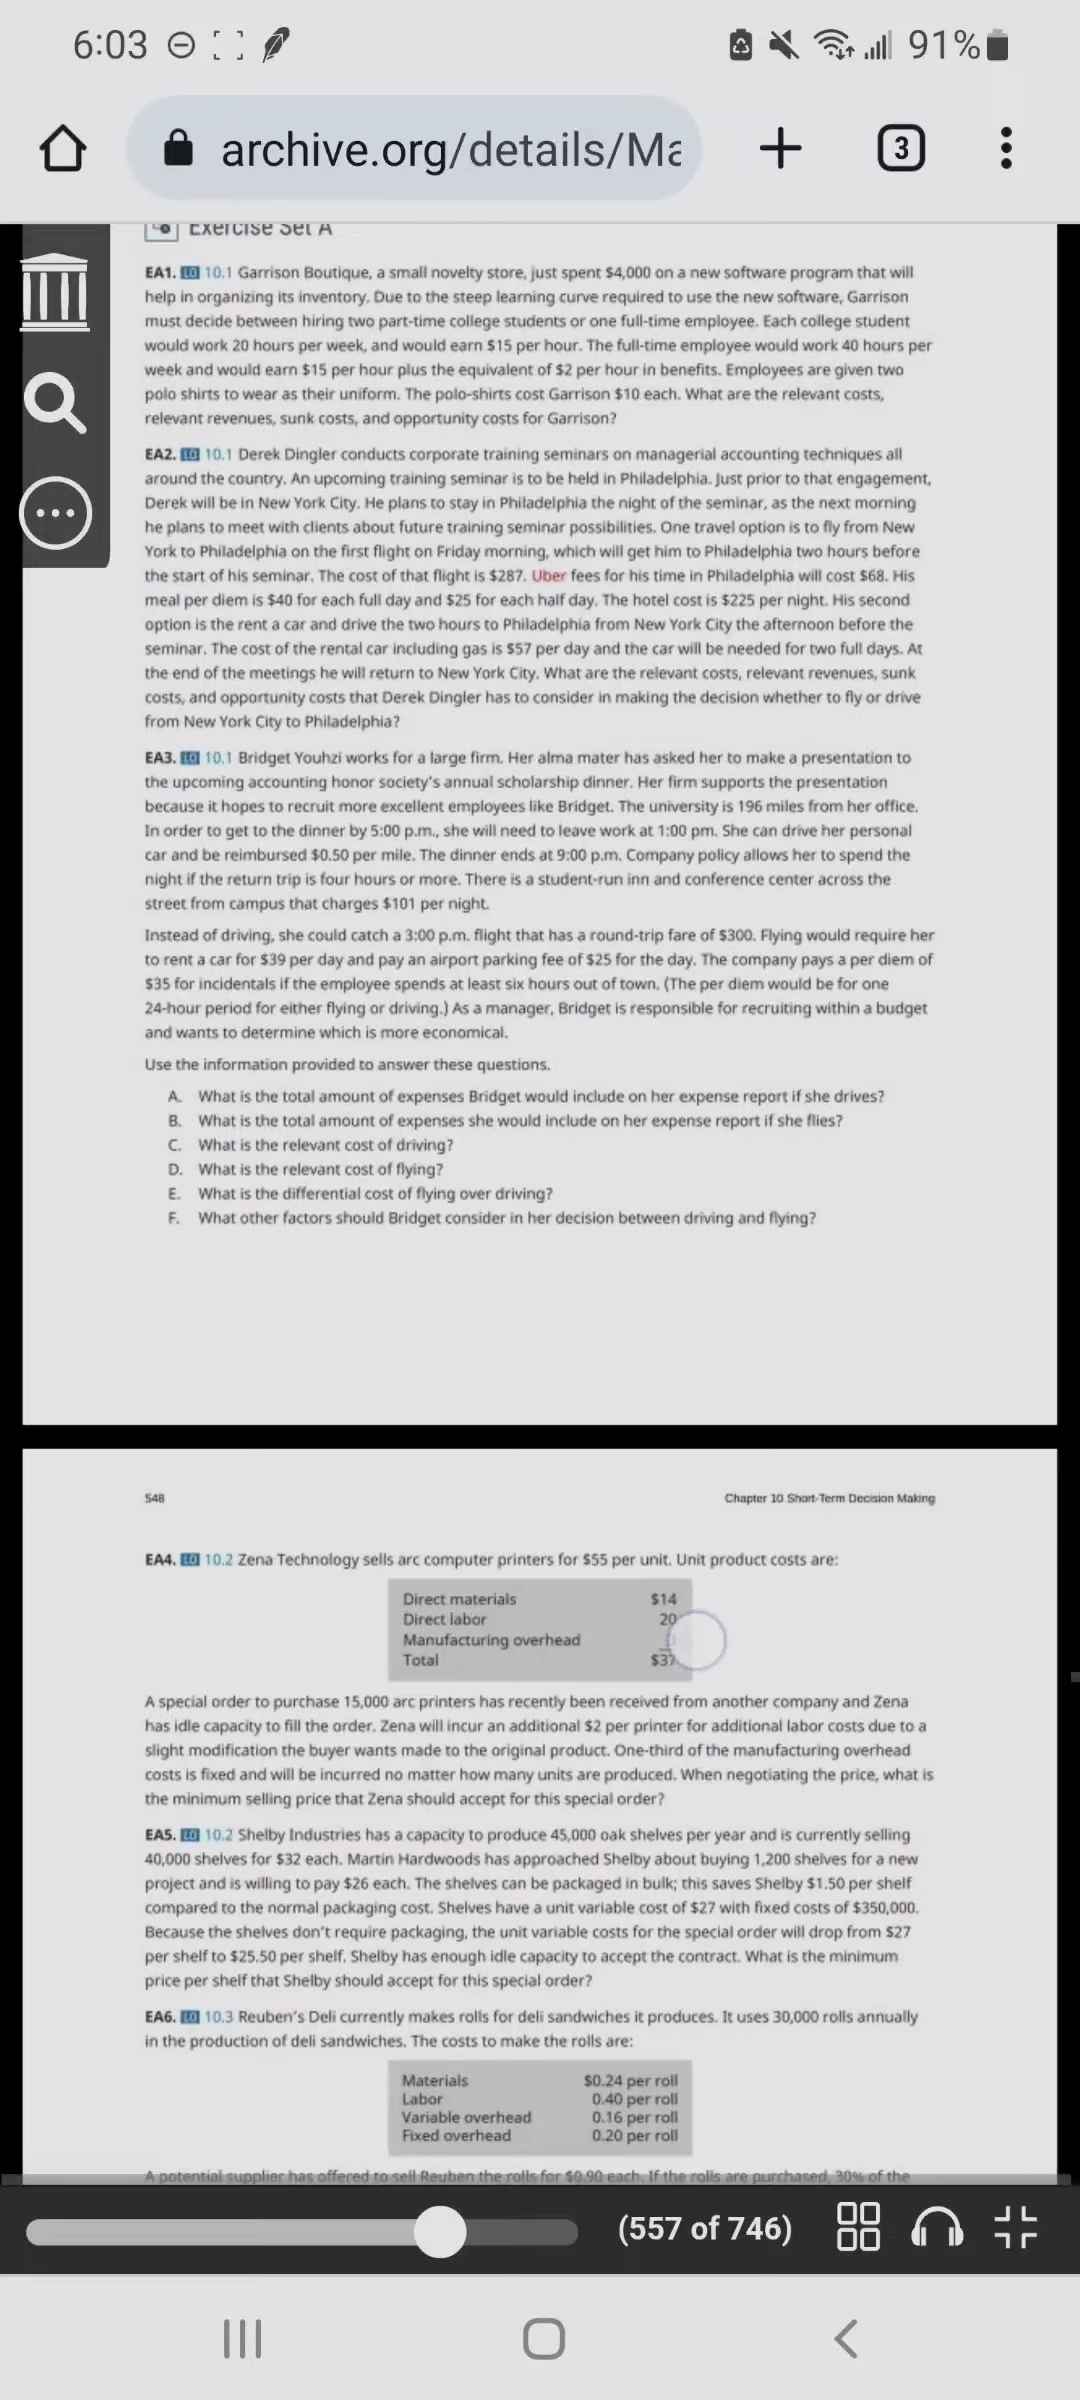 6:03
91%
archive.org/details/Ma
3
Exercise Set A
EA1. LO 10.1 Garrison Boutique, a small novelty store, just spent $4,000 on a new software program that will
help in organizing its inventory. Due to the steep learning curve required to use the new software, Garrison
must decide between hiring two part-time college students or one full-time employee. Each college student
would work 20 hours per week, and would earn $15 per hour. The full-time employee would work 40 hours per
week and would earn $15 per hour plus the equivalent of $2 per hour in benefits. Employees are given two
polo shirts to wear as their uniform. The polo-shirts cost Garrison $10 each. What are the relevant costs,
relevant revenues, sunk costs, and opportunity costs for Garrison?
EA2. LO 10.1 Derek Dingler conducts corporate training seminars on managerial accounting techniques all
around the country. An upcoming training seminar is to be held in Philadelphia. Just prior to that engagement,
Derek will be in New York City. He plans to stay in Philadelphia the night of the seminar, as the next morning
he plans to meet with clients about future training seminar possibilities. One travel option is to fly from New
York to Philadelphia on the first flight on Friday morning, which will get him to Philadelphia two hours before
the start of his seminar. The cost of that flight is $287. Uber fees for his time in Philadelphia will cost $68. His
meal per diem is $40 for each full day and $25 for each half day. The hotel cost is $225 per night. His second
option is the rent a car and drive the two hours to Philadelphia from New York City the afternoon before the
seminar. The cost of the rental car including gas is $57 per day and the car will be needed for two full days. At
the end of the meetings he will return to New York City. What are the relevant costs, relevant revenues, sunk
costs, and opportunity costs that Derek Dingler has to consider in making the decision whether to fly or drive
from New York City to Philadelphia?
EA3. LO 10.1 Bridget Youhzi works for a large firm. Her alma mater has asked her to make a presentation to
the upcoming accounting honor society's annual scholarship dinner. Her firm supports the presentation
because it hopes to recruit more excellent employees like Bridget. The university is 196 miles from her office.
In order to get to the dinner by 5:00 p.m., she will need to leave work at 1:00 pm. She can drive her personal
car and be reimbursed $0.50 per mile. The dinner ends at 9:00 p.m. Company policy allows her to spend the
night if the return trip is four hours or more. There is a student-run inn and conference center across the
street from campus that charges $101 per night.
Instead of driving, she could catch a 3:00 p.m. flight that has a round-trip fare of $300. Flying would require her
to rent a car for $39 per day and pay an airport parking fee of $25 for the day. The company pays a per diem of
$35 for incidentals if the employee spends at least six hours out of town. (The per diem would be for one
24-hour period for either flying or driving.) As a manager, Bridget is responsible for recruiting within a budget
and wants to determine which is more economical.
Use the information provided to answer these questions.
A. What is the total amount of expenses Bridget would include on her expense report if she drives?
B. What is the total amount of expenses she would include on her expense report if she flies?
C. What is the relevant cost of driving?
D. What is the relevant cost of flying?
E. What is the differential cost of flying over driving?
F. What other factors should Bridget consider in her decision between driving and flying?
548 Chapter 10 Short-Term Decision Making
EA4. LO 10.2 Zena Technology sells arc computer printers for $55 per unit. Unit product costs are:
Direct materials $14
Direct labor 20
Manufacturing overhead
Total $37
A special order to purchase 15,000 arc printers has recently been received from another company and Zena
has idle capacity to fill the order. Zena will incur an additional $2 per printer for additional labor costs due to a
slight modification the buyer wants made to the original product. One-third of the manufacturing overhead
costs is fixed and will be incurred no matter how many units are produced. When negotiating the price, what is
the minimum selling price that Zena should accept for this special order?
EA5. LO 10.2 Shelby Industries has a capacity to produce 45,000 oak shelves per year and is currently selling
40,000 shelves for $32 each. Martin Hardwoods has approached Shelby about buying 1,200 shelves for a new
project and is willing to pay $26 each. The shelves can be packaged in bulk; this saves Shelby $1.50 per shelf
compared to the normal packaging cost. Shelves have a unit variable cost of $27 with fixed costs of $350,000.
Because the shelves don't require packaging, the unit variable costs for the special order will drop from $27
per shelf to $25.50 per shelf. Shelby has enough idle capacity to accept the contract. What is the minimum
price per shelf that Shelby should accept for this special order?
EA6. LO 10.3 Reuben's Deli currently makes rolls for deli sandwiches it produces. It uses 30,000 rolls annually
in the production of deli sandwiches. The costs to make the rolls are:
Materials $0.24 per roll
Labor 0.40 per roll
Variable overhead 0.16 per roll
Fixed overhead 0.20 per roll
A potential supplier has offered to sell Reuben the rolls for $0.90 each. If the rolls are purchased, 30% of the
(557 of 746)